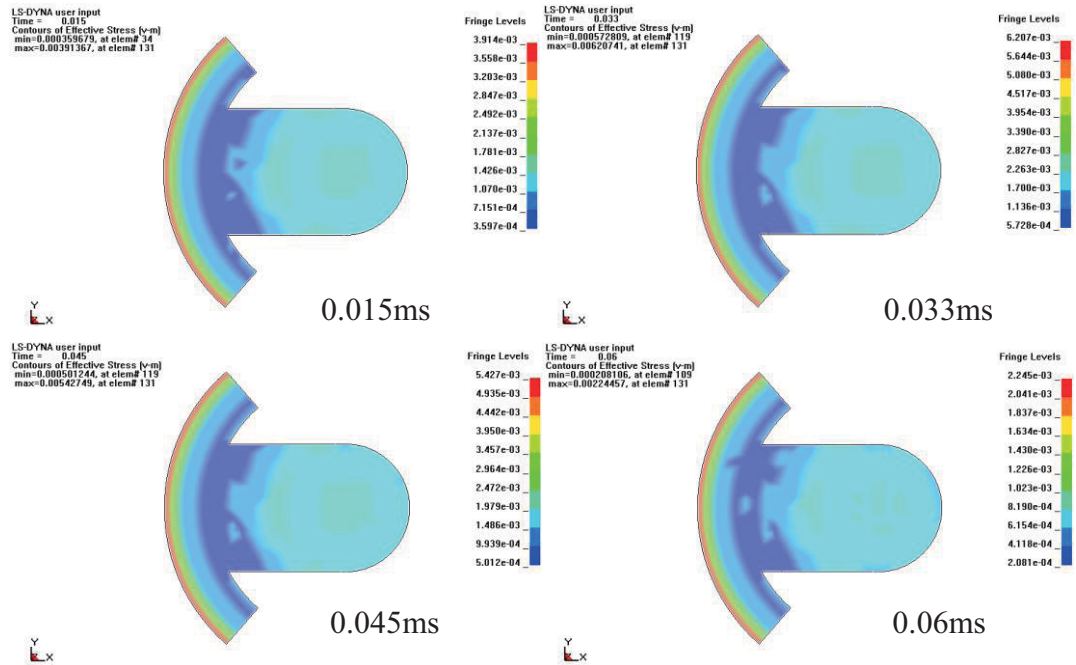 LS-DYNA user input
Time = 0.015
Contours of Effective Stress (v-m)
min=0.000359679, at elem# 34
max=0.00391367, at elem# 131
Fringe Levels
3.914e-03
3.558e-03
3.203e-03
2.847e-03
2.492e-03
2.137e-03
1.781e-03
1.426e-03
1.070e-03
7.151e-04
3.597e-04
Y
X
0.015ms
LS-DYNA user input
Time = 0.033
Contours of Effective Stress (v-m)
min=0.000572809, at elem# 119
max=0.00620741, at elem# 131
Fringe Levels
6.207e-03
5.644e-03
5.080e-03
4.517e-03
3.954e-03
3.390e-03
2.827e-03
2.263e-03
1.700e-03
1.136e-03
5.728e-04
Y
X
0.033ms
LS-DYNA user input
Time = 0.045
Contours of Effective Stress (v-m)
min=0.000501244, at elem# 119
max=0.00542749, at elem# 131
Fringe Levels
5.427e-03
4.935e-03
4.442e-03
3.950e-03
3.457e-03
2.964e-03
2.472e-03
1.979e-03
1.486e-03
9.939e-04
5.012e-04
Y
X
0.045ms
LS-DYNA user input
Time = 0.06
Contours of Effective Stress (v-m)
min=0.000208106, at elem# 109
max=0.00224457, at elem# 131
Fringe Levels
2.245e-03
2.041e-03
1.837e-03
1.634e-03
1.430e-03
1.226e-03
1.023e-03
8.190e-04
6.154e-04
4.118e-04
2.081e-04
Y
X
0.06ms